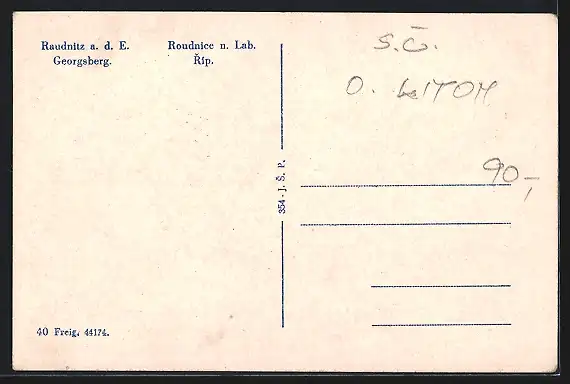 Raudnitz a. d. E.
Georgsberg.
Roudnice n. Lab.
Říp.
S.Č.
O. LITOM
354 - J. Š. P.
90,-
40 Freig. 44174.